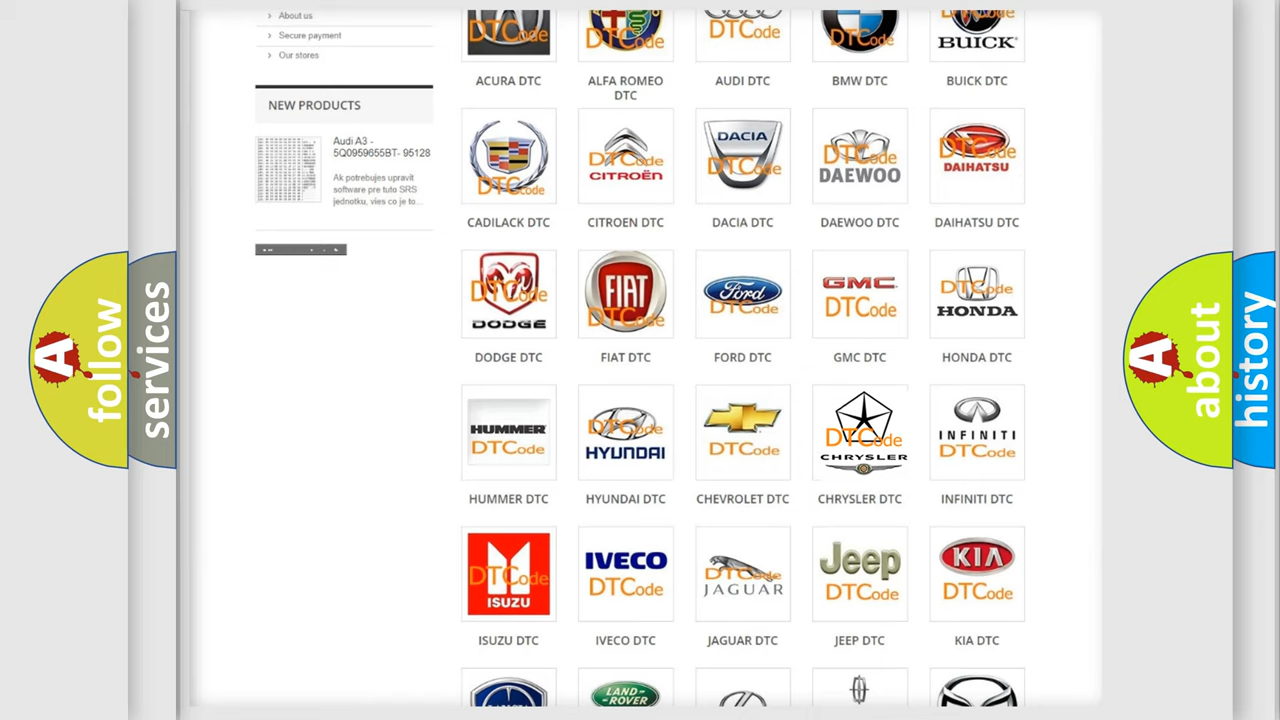 About us
Secure payment
Our stores
NEW PRODUCTS
Audi A3 -
5Q0959655BT- 95128
Ak potrebujes upravit
software pre tuto SRS
jednotku, vies co je to...
DTCode
DTCode
DTCode
DTCode
BUICK
ACURA DTC
ALFA ROMEO
DTC
AUDI DTC
BMW DTC
BUICK DTC
DTCode
DTCode
CITROËN
DACIA
DTCode
DTCode
DAEWOO
DTCode
DAIHATSU
CADILACK DTC
CITROEN DTC
DACIA DTC
DAEWOO DTC
DAIHATSU DTC
DTCode
DODGE
FIAT
DTCode
Ford
DTCode
GMC
DTCode
DTCode
HONDA
DODGE DTC
FIAT DTC
FORD DTC
GMC DTC
HONDA DTC
HUMMER
DTCode
DTCode
HYUNDAI
DTCode
DTCode
CHRYSLER
INFINITI
DTCode
HUMMER DTC
HYUNDAI DTC
CHEVROLET DTC
CHRYSLER DTC
INFINITI DTC
DTCode
ISUZU
IVECO
DTCode
DTCode
JAGUAR
Jeep
DTCode
KIA
DTCode
ISUZU DTC
IVECO DTC
JAGUAR DTC
JEEP DTC
KIA DTC
LAND-
ROVER
A
follow
services
A
about
history